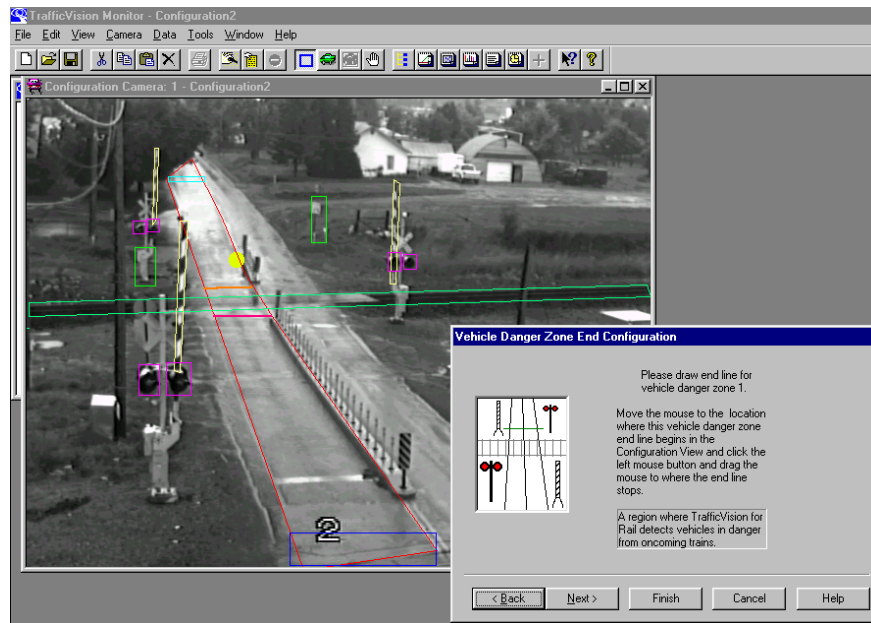 TrafficVision Monitor - Configuration2
File Edit View Camera Data Tools Window Help
Configuration Camera: 1 - Configuration2
2
Vehicle Danger Zone End Configuration
Please draw end line for
vehicle danger zone 1.
Move the mouse to the location
where this vehicle danger zone
end line begins in the
Configuration View and click the
left mouse button and drag the
mouse to where the end line
stops.
A region where TrafficVision for
Rail detects vehicles in danger
from oncoming trains.
< Back Next > Finish Cancel Help